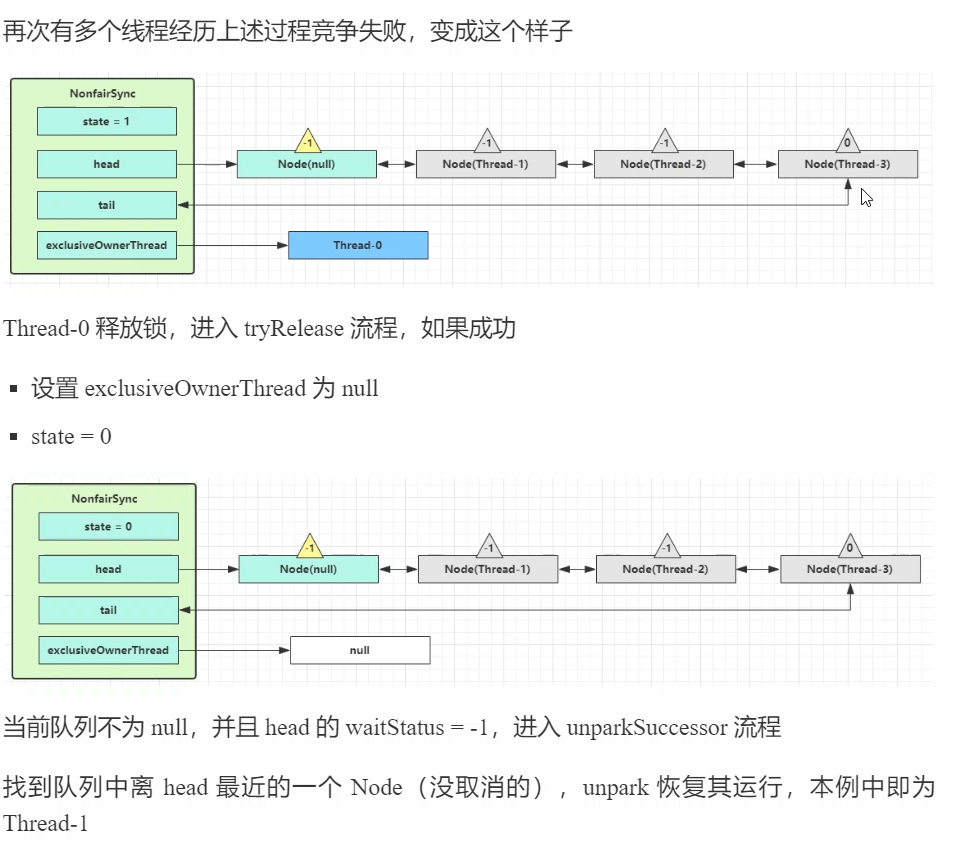 再次有多个线程经历上述过程竞争失败，变成这个样子
NonfairSync
state = 1
-1
-1
-1
0
head
Node(null)
Node(Thread-1)
Node(Thread-2)
Node(Thread-3)
tail
exclusiveOwnerThread
Thread-0
Thread-0 释放锁，进入 tryRelease 流程，如果成功
设置 exclusiveOwnerThread 为 null
state = 0
NonfairSync
state = 0
-1
-1
-1
0
head
Node(null)
Node(Thread-1)
Node(Thread-2)
Node(Thread-3)
tail
exclusiveOwnerThread
null
当前队列不为 null，并且 head 的 waitStatus = -1，进入 unparkSuccessor 流程
找到队列中离 head 最近的一个 Node（没取消的），unpark 恢复其运行，本例中即为
Thread-1